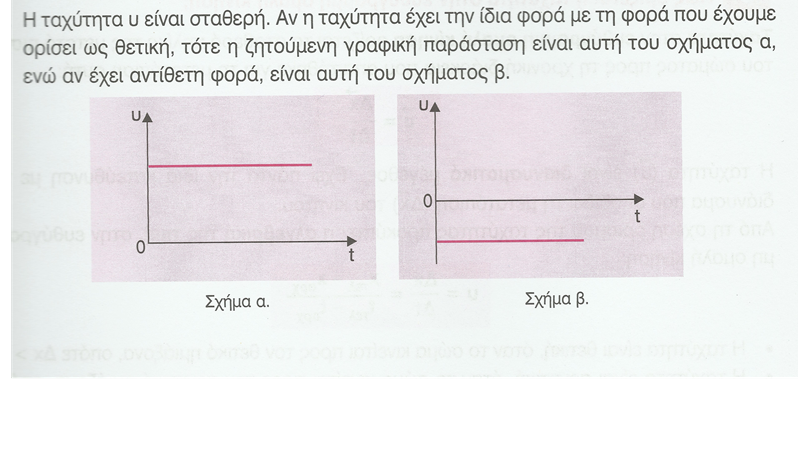 Η ταχύτητα υ είναι σταθερή. Αν η ταχύτητα έχει την ίδια φορά με τη φορά που έχουμε
ορίσει ως θετική, τότε η ζητούμενη γραφική παράσταση είναι αυτή του σχήματος α,
ενώ αν έχει αντίθετη φορά, είναι αυτή του σχήματος β.
υ
0
t
υ
0
t
Σχήμα α.
Σχήμα β.